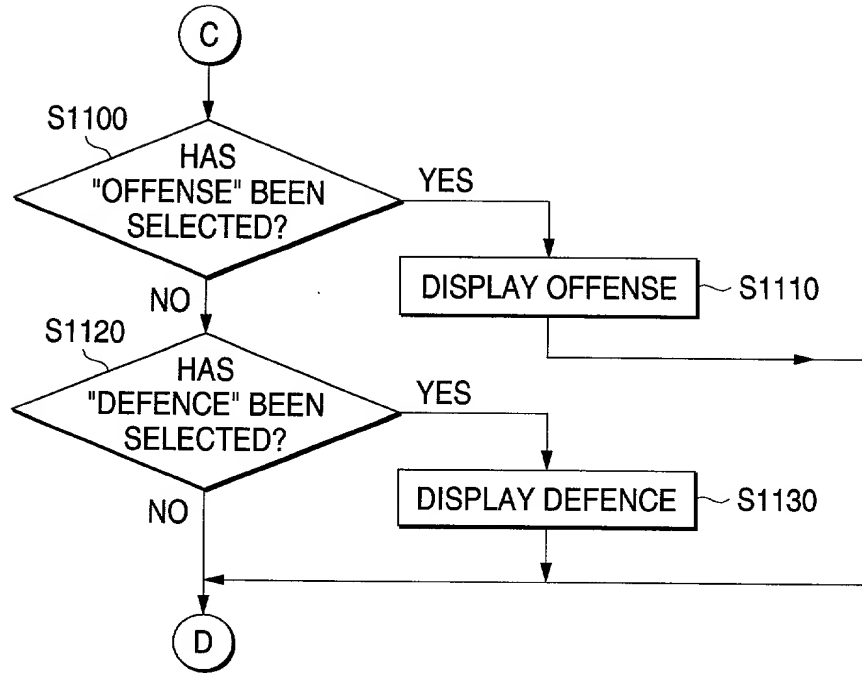 C
S1100
HAS
"OFFENSE" BEEN
SELECTED?
YES
DISPLAY OFFENSE
S1110
NO
S1120
HAS
"DEFENCE" BEEN
SELECTED?
YES
DISPLAY DEFENCE
S1130
NO
D